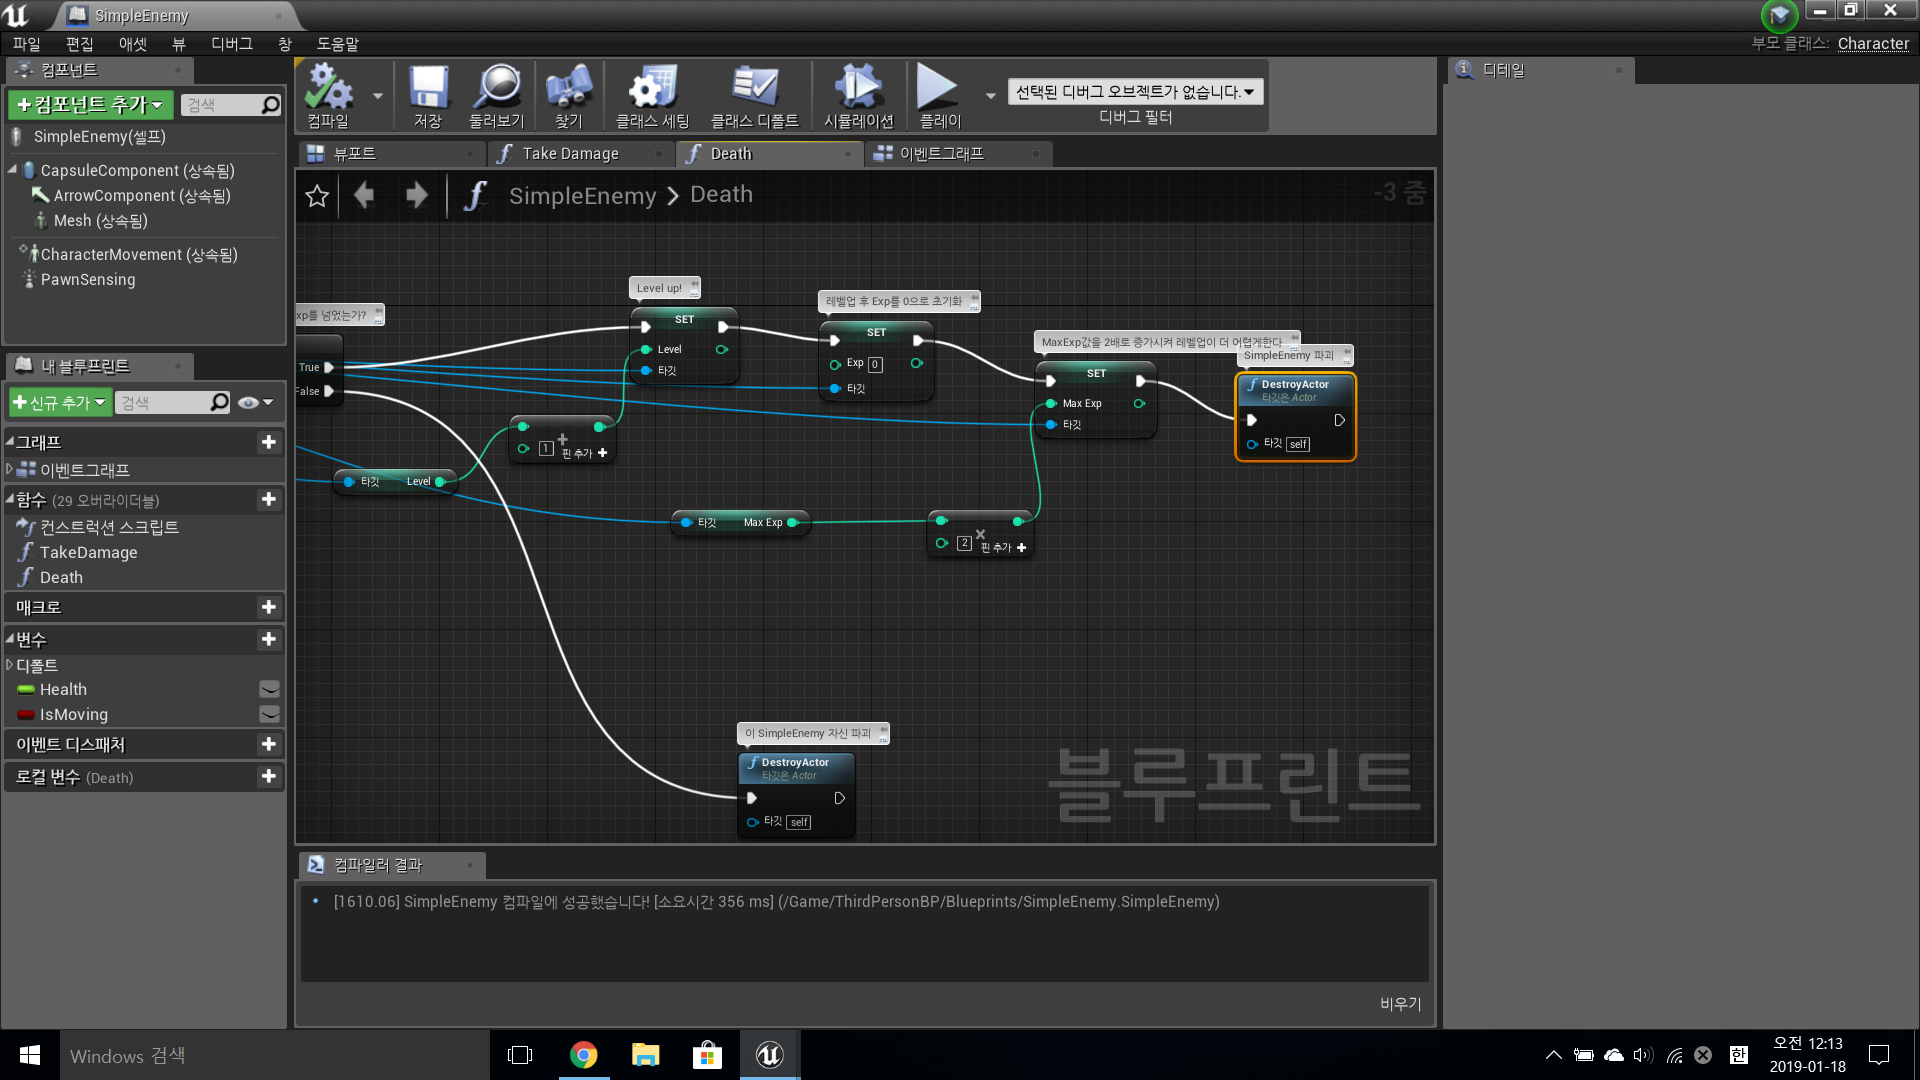 SimpleEnemy
파일 편집 애셋 뷰 디버그 창 도움말
부모 클래스: Character
컴포넌트
+컴포넌트 추가
검색
SimpleEnemy(셀프)
CapsuleComponent (상속됨)
ArrowComponent (상속됨)
Mesh (상속됨)
CharacterMovement (상속됨)
PawnSensing
내 블루프린트
+신규 추가
검색
그래프
이벤트그래프
함수 (29 오버라이더블)
컨스트럭션 스크립트
TakeDamage
Death
매크로
변수
디폴트
Health
IsMoving
이벤트 디스패처
로컬 변수 (Death)
컴파일
저장
둘러보기
찾기
클래스 세팅
클래스 디폴트
시뮬레이션
플레이
선택된 디버그 오브젝트가 없습니다.
디버그 필터
뷰포트
Take Damage
Death
이벤트그래프
SimpleEnemy > Death
-3 줌
xp를 넘었는가?
True
False
Level up!
SET
Level
타깃
레벨업 후 Exp를 0으로 초기화
SET
Exp 0
타깃
MaxExp값을 2배로 증가시켜 레벨업이 더 어렵게한다
SET
Max Exp
타깃
SimpleEnemy 파괴
DestroyActor
타깃은 Actor
타깃 self
타깃 Level
1
+
핀 추가 +
타깃 Max Exp
2
×
핀 추가 +
이 SimpleEnemy 자신 파괴
DestroyActor
타깃은 Actor
타깃 self
블루프린트
컴파일러 결과
[1610.06] SimpleEnemy 컴파일에 성공했습니다! [소요시간 356 ms] (/Game/ThirdPersonBP/Blueprints/SimpleEnemy.SimpleEnemy)
비우기
디테일
Windows 검색
한
오전 12:13
2019-01-18